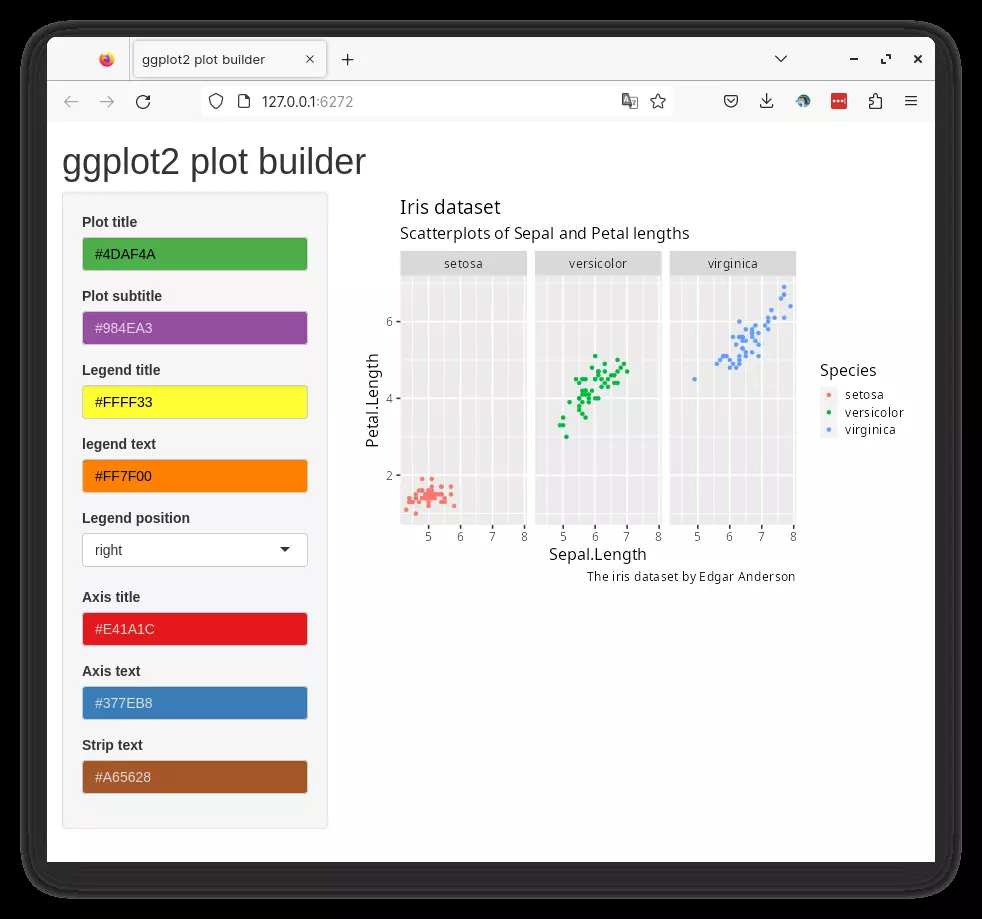 ggplot2 plot builder
127.0.0.1:6272
ggplot2 plot builder
Plot title
#4DAF4A
Plot subtitle
#984EA3
Legend title
#FFFF33
legend text
#FF7F00
Legend position
right
Axis title
#E41A1C
Axis text
#377EB8
Strip text
#A65628
Iris dataset
Scatterplots of Sepal and Petal lengths
setosa versicolor virginica
Petal.Length
6
4
2
5 6 7 8 5 6 7 8 5 6 7 8
Sepal.Length
The iris dataset by Edgar Anderson
Species
setosa
versicolor
virginica